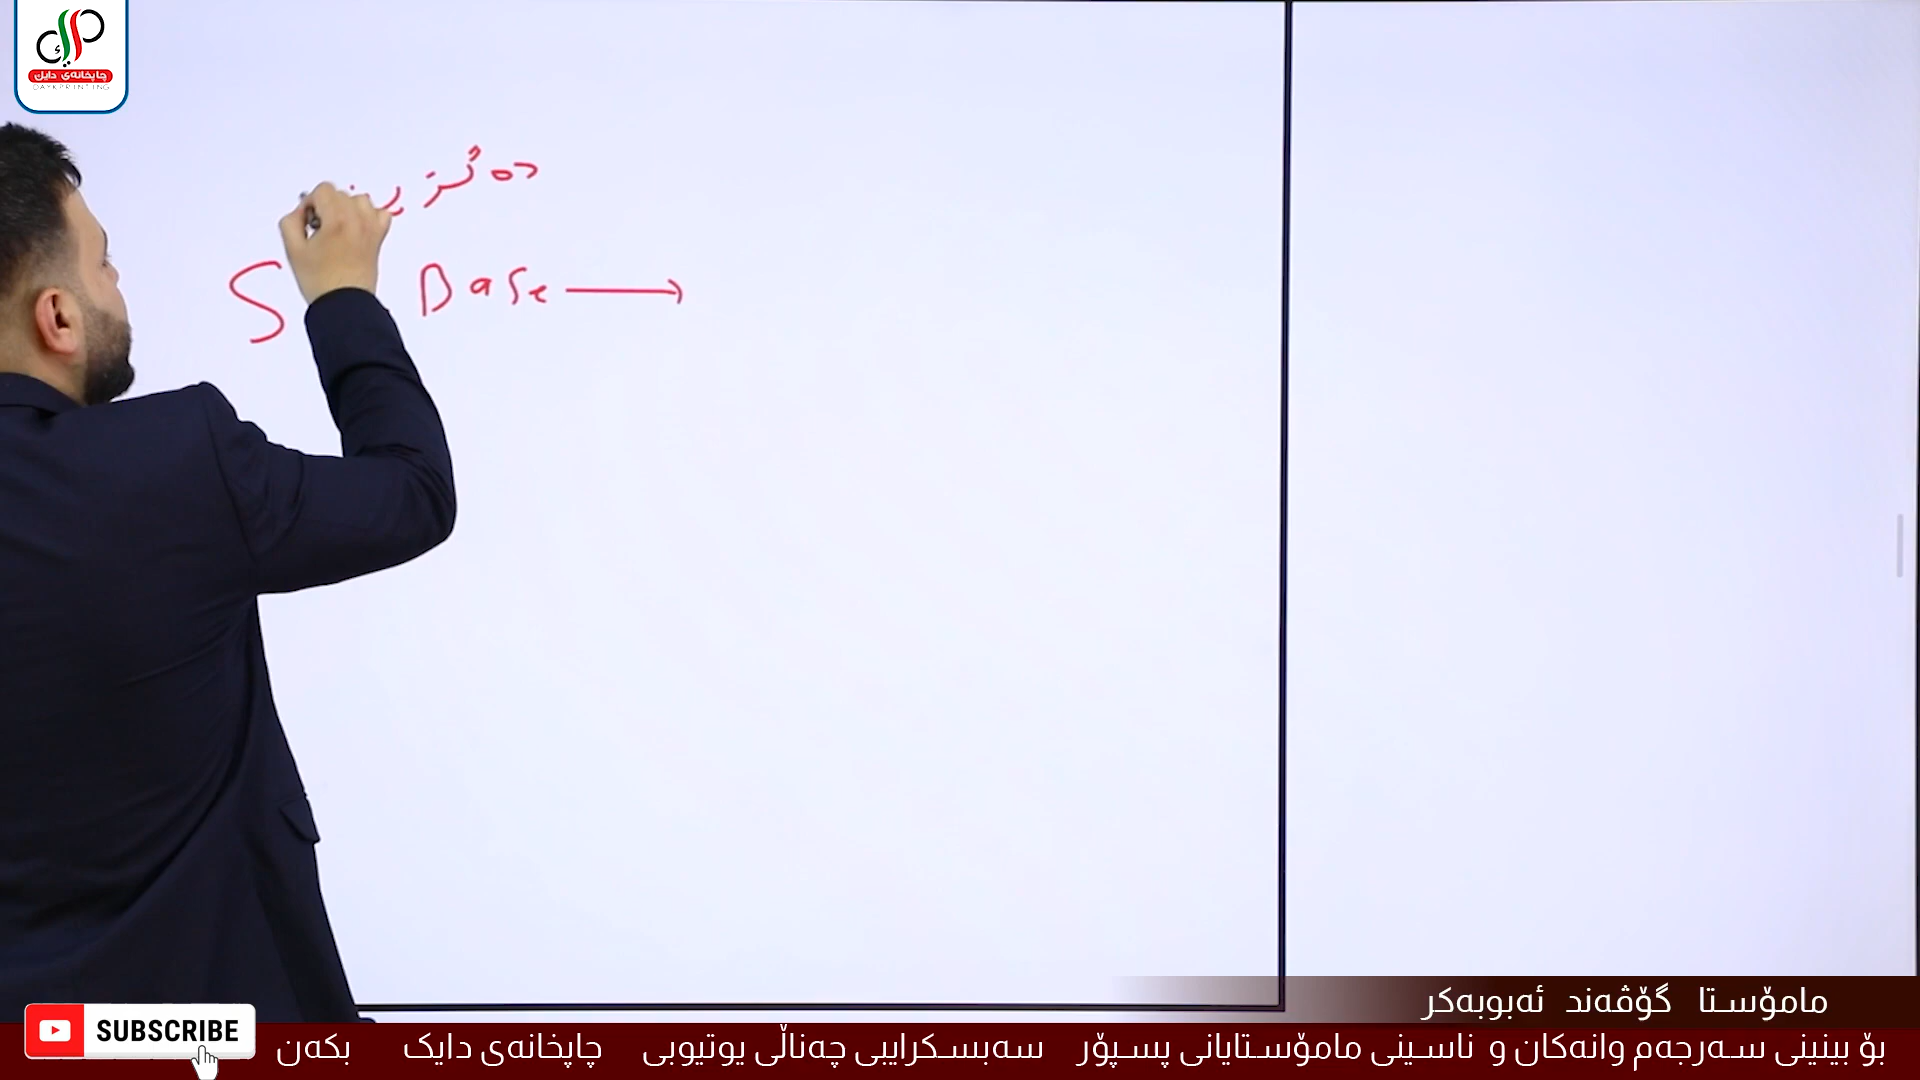 چاپخانەی دایک
DAYKPRINTING
S Base →
مامۆستا گۆڤەند ئەبوبەکر
بۆ بینینی سەرجەم وانەکان و ناسینی مامۆستایانی پسپۆر سەبسکرایبی چەناڵی یوتیوبی چاپخانەی دایک بکەن
SUBSCRIBE